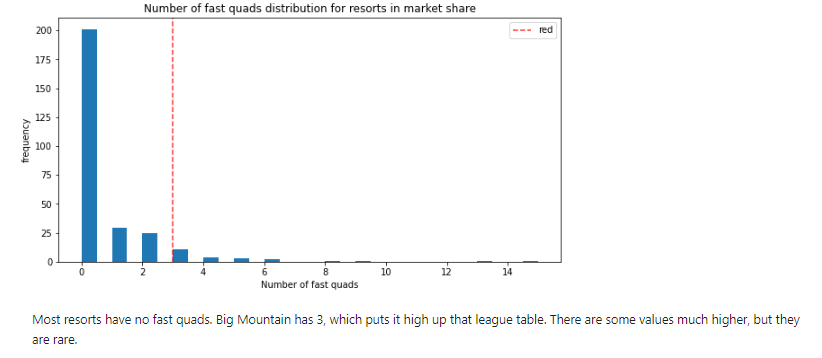 Number of fast quads distribution for resorts in market share
red
200
175
150
125
100
75
50
25
0
frequency
0 2 4 6 8 10 12 14
Number of fast quads
Most resorts have no fast quads. Big Mountain has 3, which puts it high up that league table. There are some values much higher, but they
are rare.